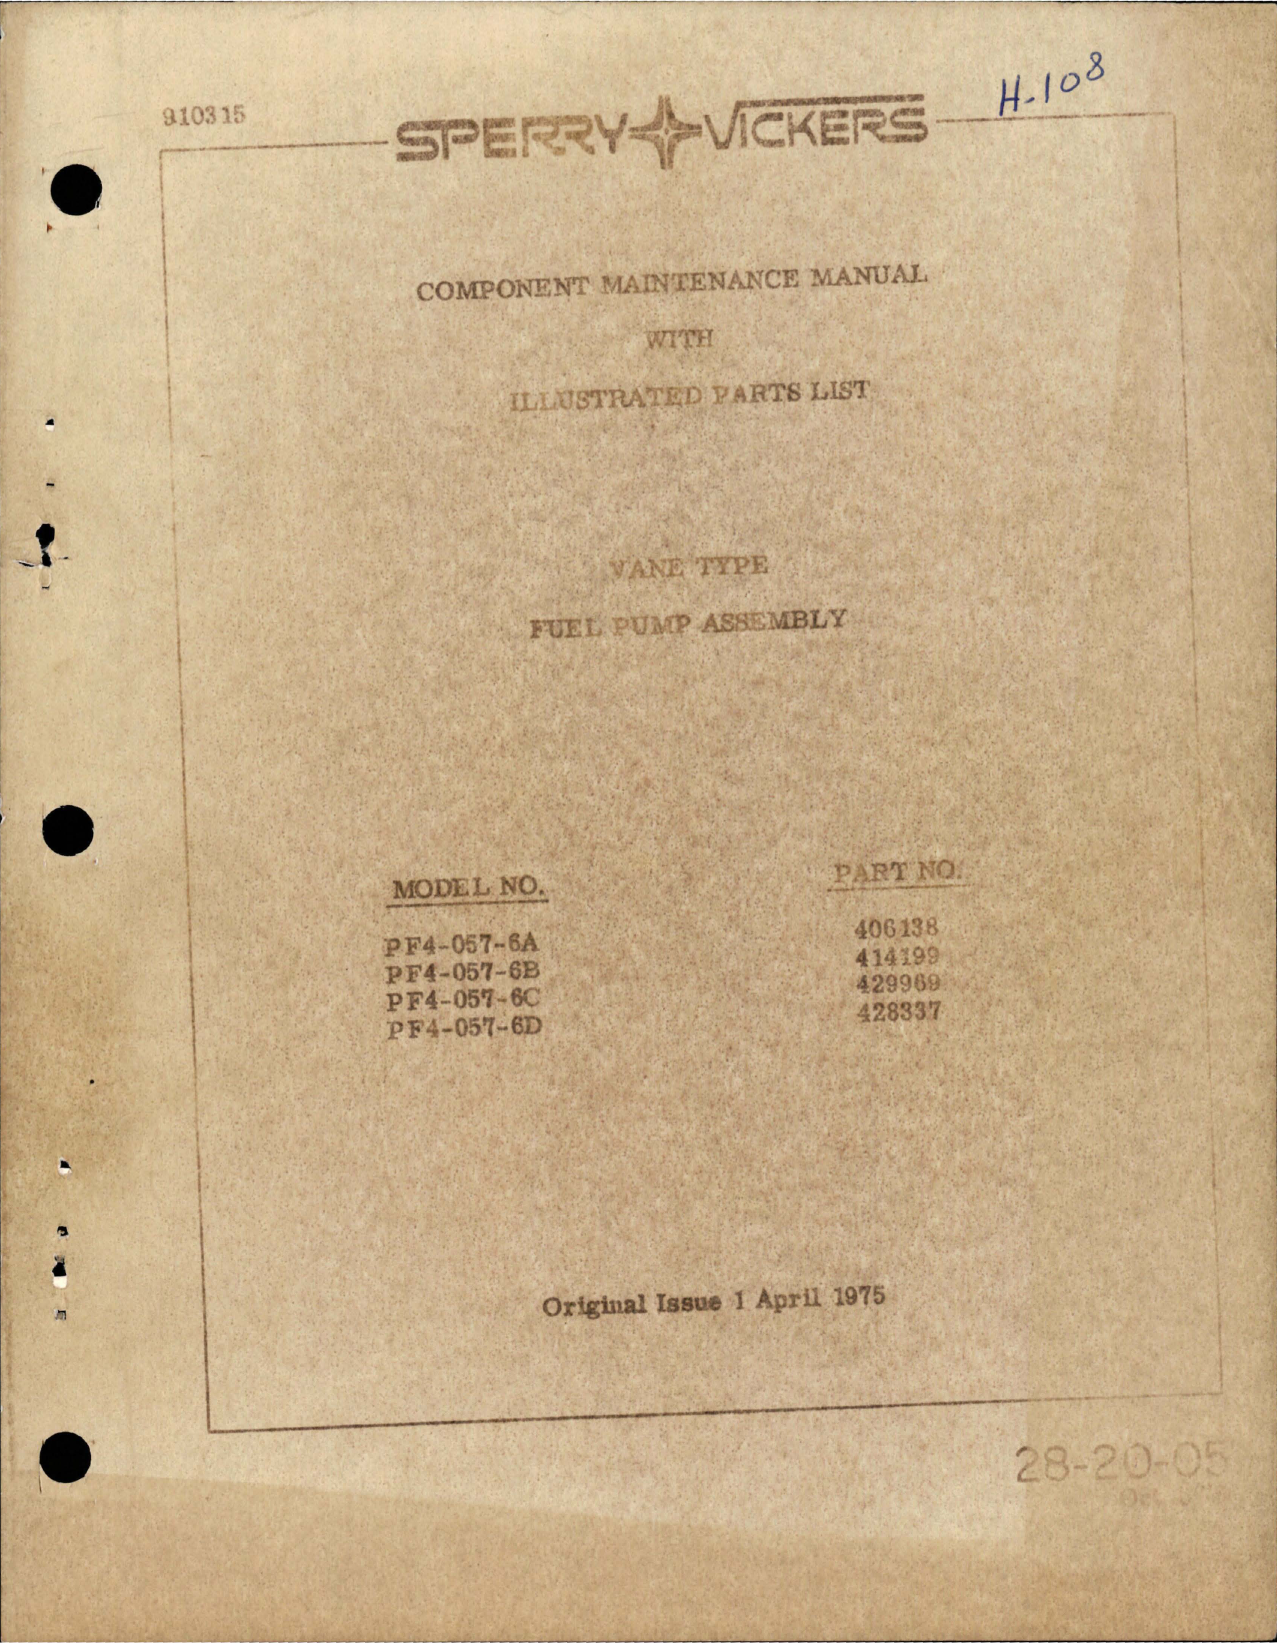 910315
H-108
SPERRY VICKERS
COMPONENT MAINTENANCE MANUAL
WITH
ILLUSTRATED PARTS LIST
VANE TYPE
FUEL PUMP ASSEMBLY
MODEL NO. PART NO.
PF4-057-6A 406138
PF4-057-6B 414199
PF4-057-6C 429969
PF4-057-6D 428337
Original Issue 1 April 1975
28-20-05